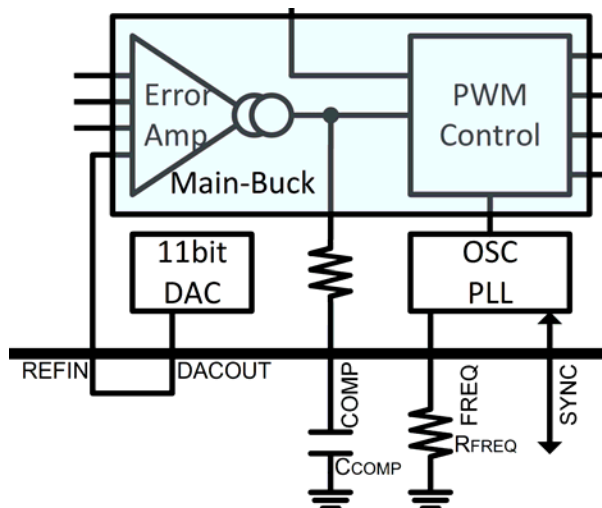 Error
Amp
PWM
Control
Main-Buck
11bit
DAC
OSC
PLL
REFIN
DACOUT
COMP
FREQ
SYNC
RFREQ
CCOMP